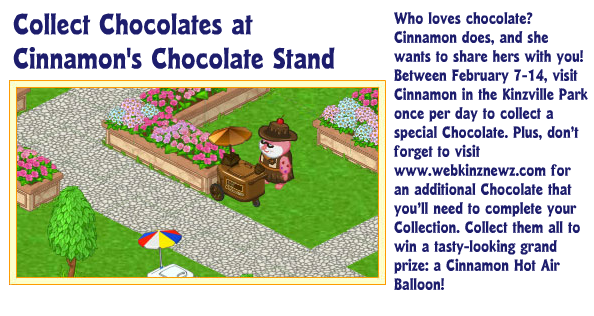 Collect Chocolates at
Cinnamon's Chocolate Stand
Who loves chocolate?
Cinnamon does, and she
wants to share hers with you!
Between February 7-14, visit
Cinnamon in the Kinzville Park
once per day to collect a
special Chocolate. Plus, don't
forget to visit
www.webkinznewz.com for
an additional Chocolate that
you'll need to complete your
Collection. Collect them all to
win a tasty-looking grand
prize: a Cinnamon Hot Air
Balloon!